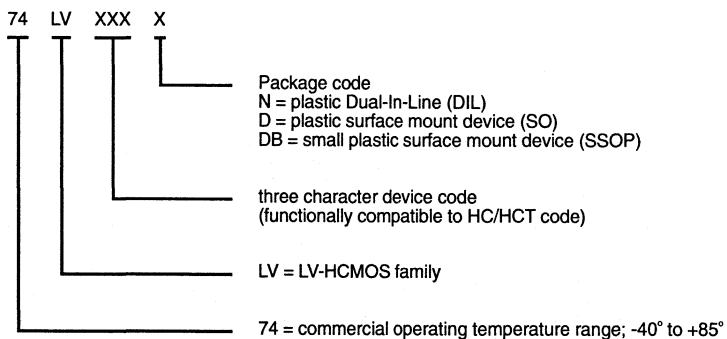 74 LV XXX X
Package code
N = plastic Dual-In-Line (DIL)
D = plastic surface mount device (SO)
DB = small plastic surface mount device (SSOP)
three character device code
(functionally compatible to HC/HCT code)
LV = LV-HCMOS family
74 = commercial operating temperature range; -40° to +85°